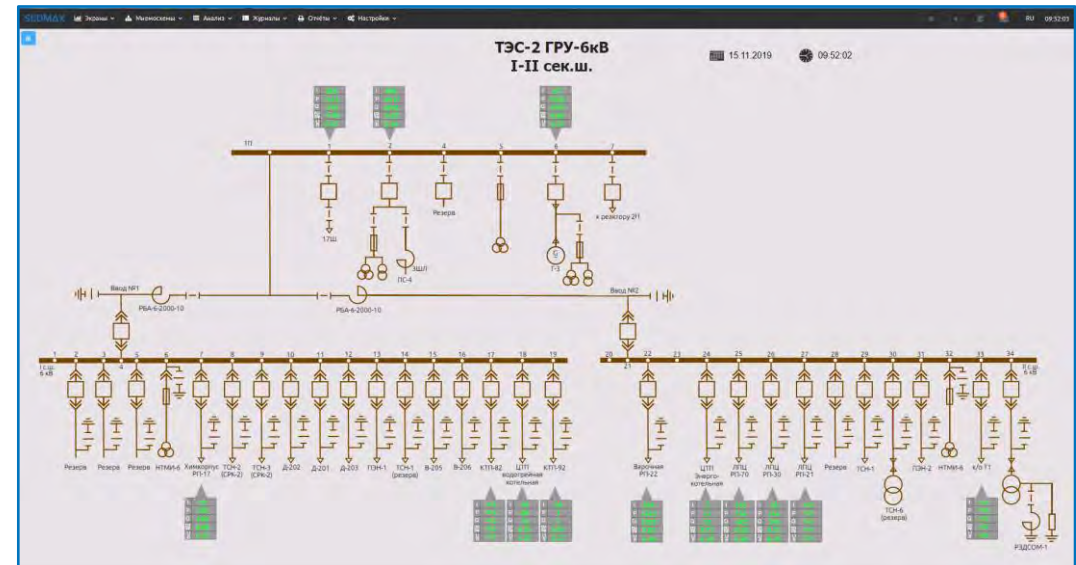 SEDMAX Экраны Мнемосхемы Анализ Журналы Отчёты Настройки RU 09:52:03
ТЭС-2 ГРУ-6кВ
I-II сек.ш.
15.11.2019 09:52:02
1 2 4 5 6 7
Резерв
к реактору 2П
17Ш
ЗШЛ
ПС-4
Т-3
Ввод №1
Ввод №2
РБА-6-2000-10
РБА-6-2000-10
1 2 3 5 6 7 8 9 10 11 12 13 14 15 16 17 18 19
20 22 23 24 25 26 27 28 29 30 31 32 33 34
4
21
I с.ш.
6 кВ
II с.ш.
6 кВ
Резерв Резерв Резерв НТМИ-6
Химкорпус
РП-17
ТСН-2
(СРК-2)
ТСН-3
(СРК-2)
Д-202
Д-201
Д-203
ПЭН-1
ТСН-1
(резерв)
В-205
В-206
КТП-82
ЦТП
водогрейная
котельная
КТП-92
Варочная
РП-22
ЦТП
Энерго-
котельная
ЛПЦ
РП-70
ЛПЦ
РП-30
ЛПЦ
РП-21
Резерв
ТСН-1
ТСН-6
(резерв)
ПЭН-2
НТМИ-6
к/о Т1
РЗДСОМ-1